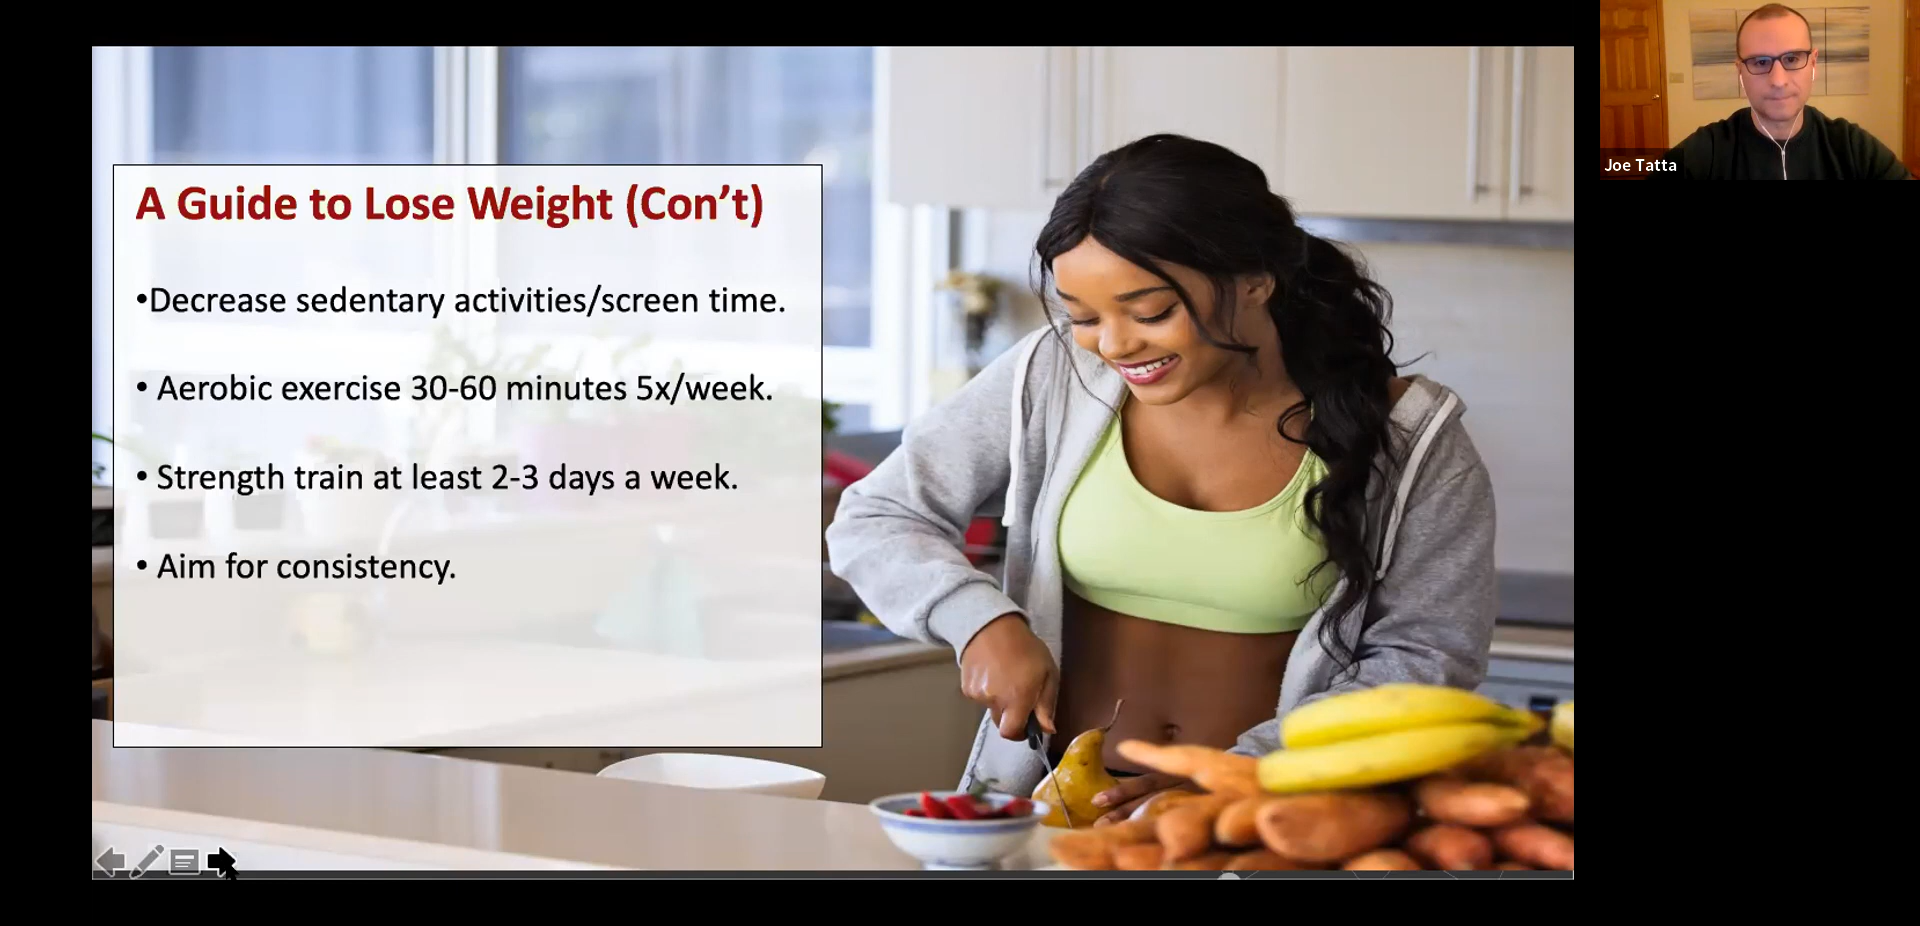 A Guide to Lose Weight (Con’t)
•Decrease sedentary activities/screen time.
• Aerobic exercise 30-60 minutes 5x/week.
• Strength train at least 2-3 days a week.
• Aim for consistency.
Joe Tatta